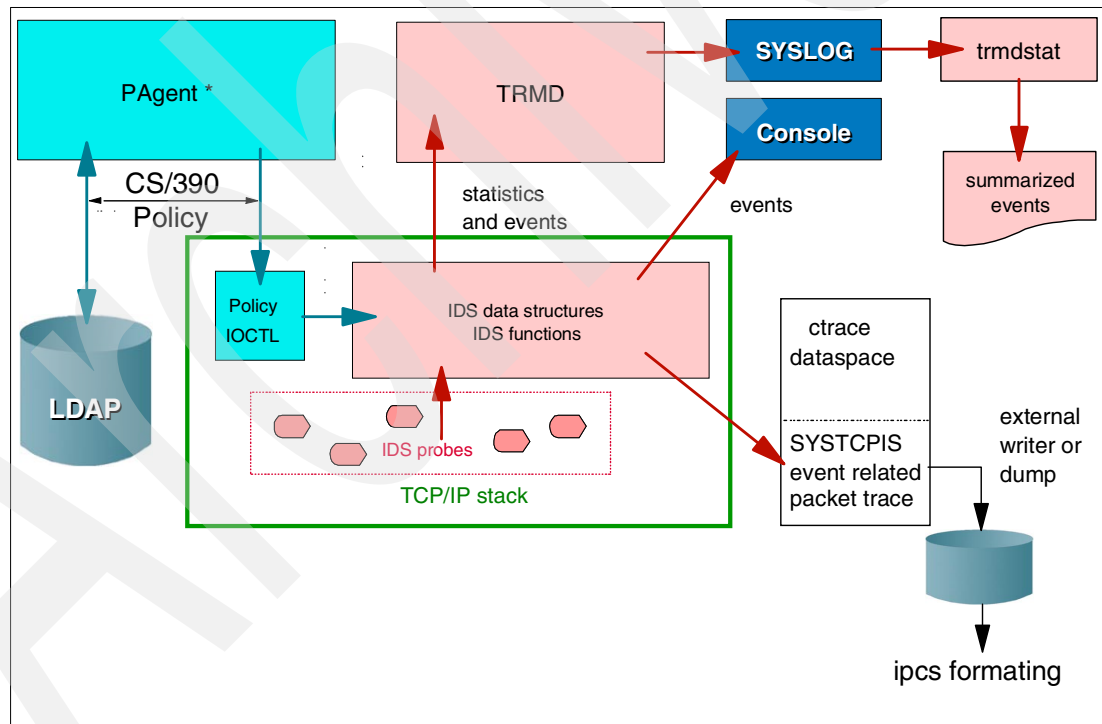 PAgent *
TRMD
SYSLOG
trmdstat
Console
CS/390
Policy
statistics
and events
events
summarized
events
Policy
IOCTL
IDS data structures
IDS functions
ctrace
dataspace
LDAP
IDS probes
TCP/IP stack
SYSTCPIS
event related
packet trace
external
writer or
dump
ipcs formating